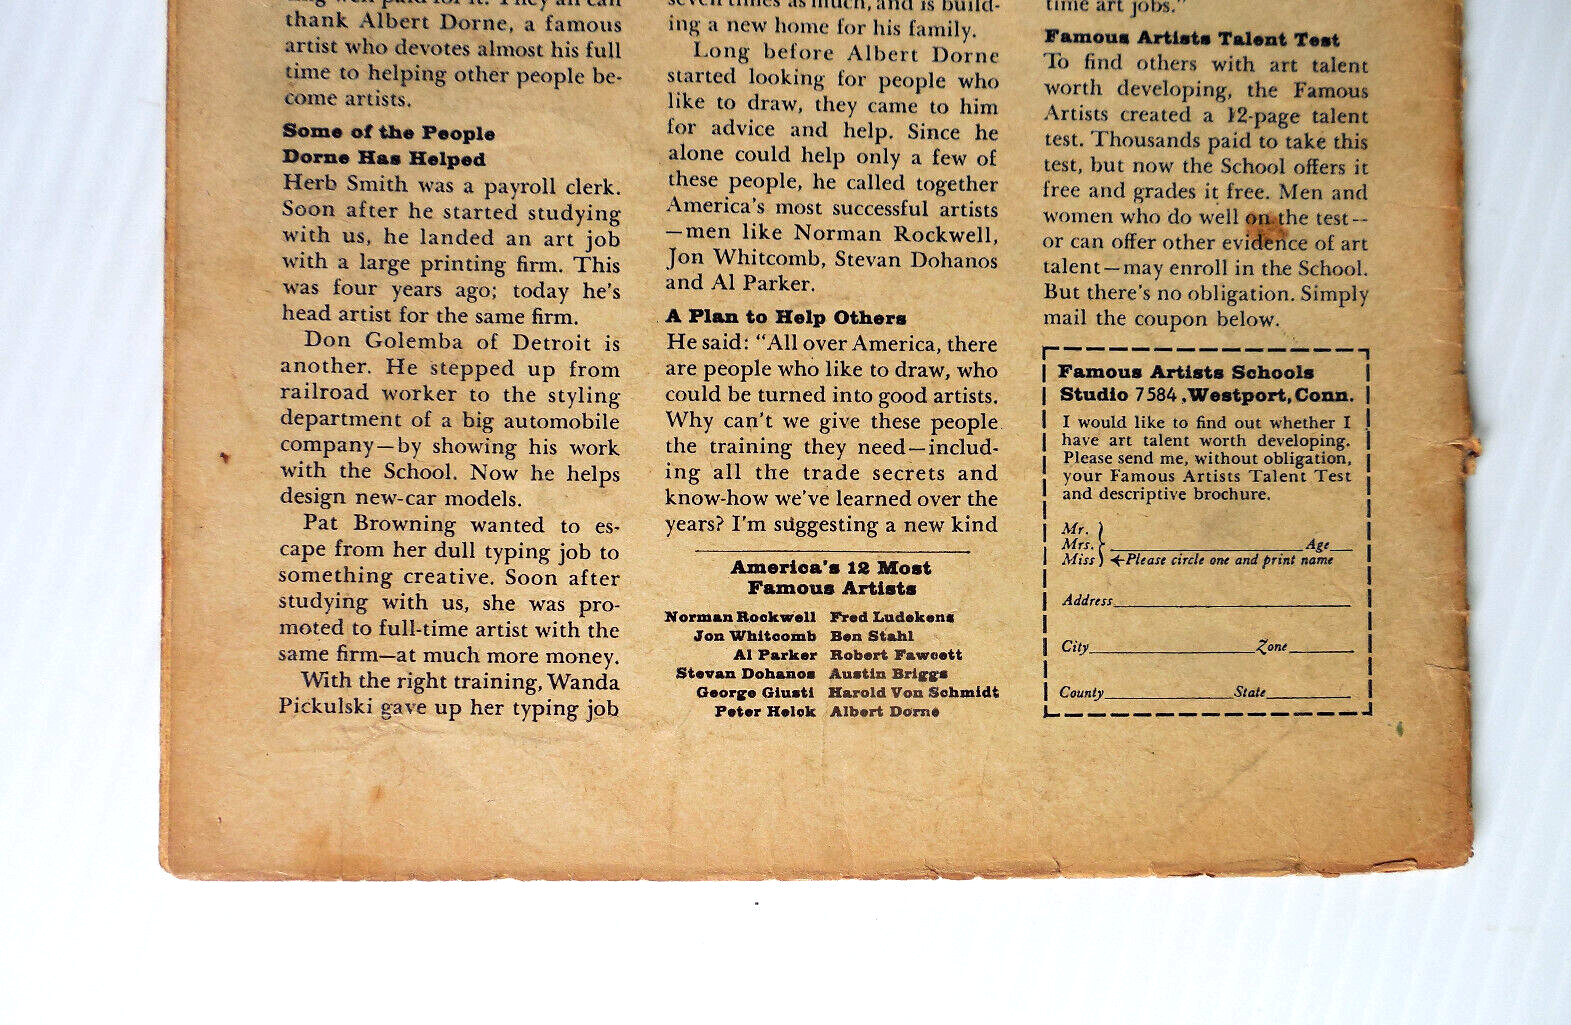 thank Albert Dorne, a famous
artist who devotes almost his full
time to helping other people be-
come artists.
Some of the People
Dorne Has Helped
Herb Smith was a payroll clerk.
Soon after he started studying
with us, he landed an art job
with a large printing firm. This
was four years ago; today he's
head artist for the same firm.
Don Golemba of Detroit is
another. He stepped up from
railroad worker to the styling
department of a big automobile
company—by showing his work
with the School. Now he helps
design new-car models.
Pat Browning wanted to es-
cape from her dull typing job to
something creative. Soon after
studying with us, she was pro-
moted to full-time artist with the
same firm—at much more money.
With the right training, Wanda
Pickulski gave up her typing job
seven times as much, and is build-
ing a new home for his family.
Long before Albert Dorne
started looking for people who
like to draw, they came to him
for advice and help. Since he
alone could help only a few of
these people, he called together
America's most successful artists
—men like Norman Rockwell,
Jon Whitcomb, Stevan Dohanos
and Al Parker.
A Plan to Help Others
He said: "All over America, there
are people who like to draw, who
could be turned into good artists.
Why can't we give these people
the training they need—includ-
ing all the trade secrets and
know-how we've learned over the
years? I'm suggesting a new kind
America's 12 Most
Famous Artists
Norman Rockwell Fred Ludekens
Jon Whitcomb Ben Stahl
Al Parker Robert Fawcett
Stevan Dohanos Austin Briggs
George Giusti Harold Von Schmidt
Peter Helck Albert Dorne
time art jobs."
Famous Artists Talent Test
To find others with art talent
worth developing, the Famous
Artists created a 12-page talent
test. Thousands paid to take this
test, but now the School offers it
free and grades it free. Men and
women who do well on the test—
or can offer other evidence of art
talent—may enroll in the School.
But there's no obligation. Simply
mail the coupon below.
Famous Artists Schools
Studio 7584, Westport, Conn.
I would like to find out whether I
have art talent worth developing.
Please send me, without obligation,
your Famous Artists Talent Test
and descriptive brochure.
Mr.
Mrs. Age
Miss ←Please circle one and print name
Address
City Zone
County State